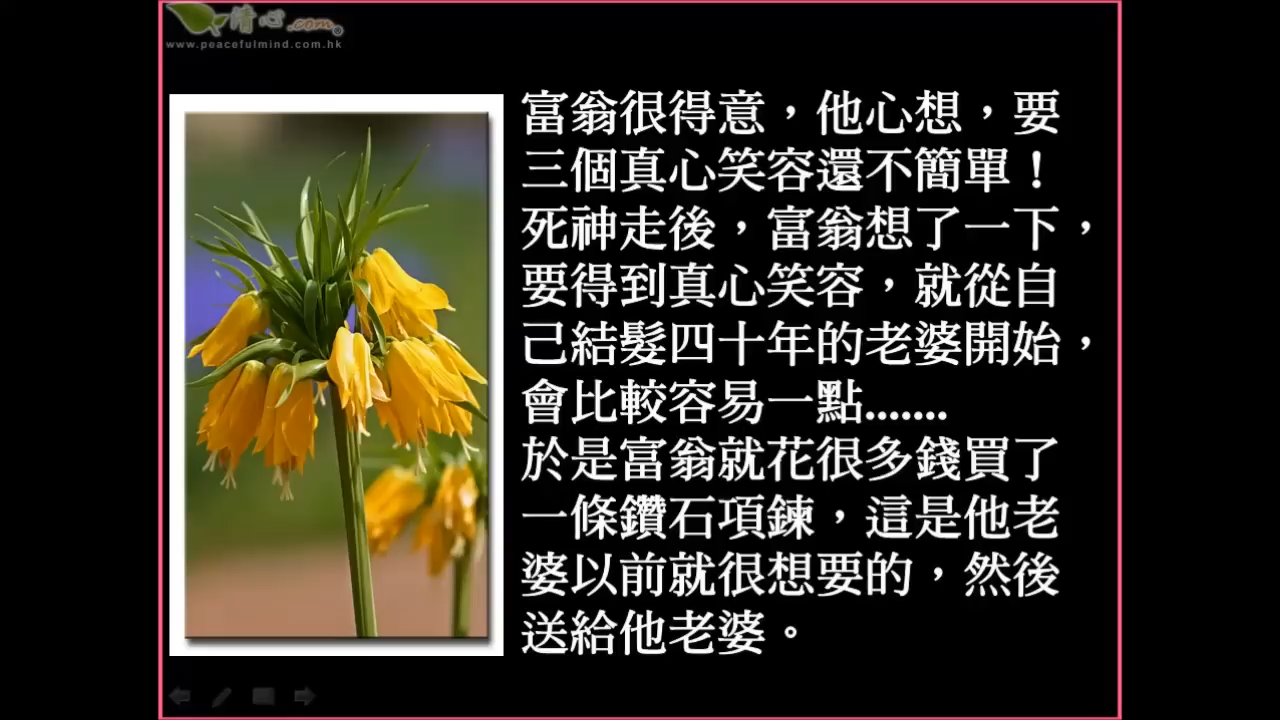 清心.com
www.peacefulmind.com.hk
富翁很得意，他心想，要
三個真心笑容還不簡單！
死神走後，富翁想了一下，
要得到真心笑容，就從自
己結髮四十年的老婆開始，
會比較容易一點.......
於是富翁就花很多錢買了
一條鑽石項鍊，這是他老
婆以前就很想要的，然後
送給他老婆。